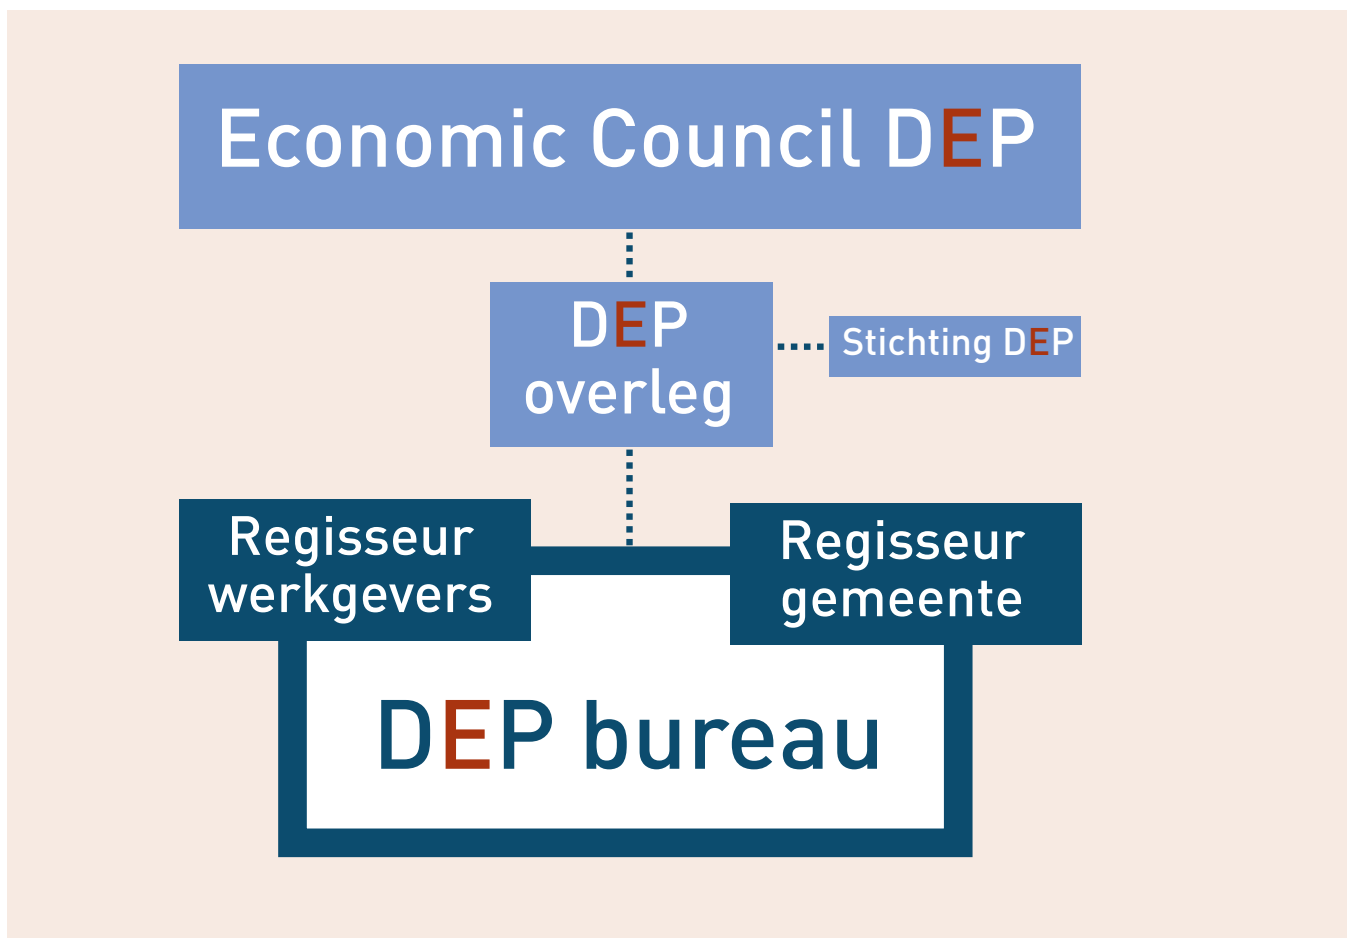 Economic Council DEP
DEP
overleg
Stichting DEP
Regisseur
werkgevers
Regisseur
gemeente
DEP bureau